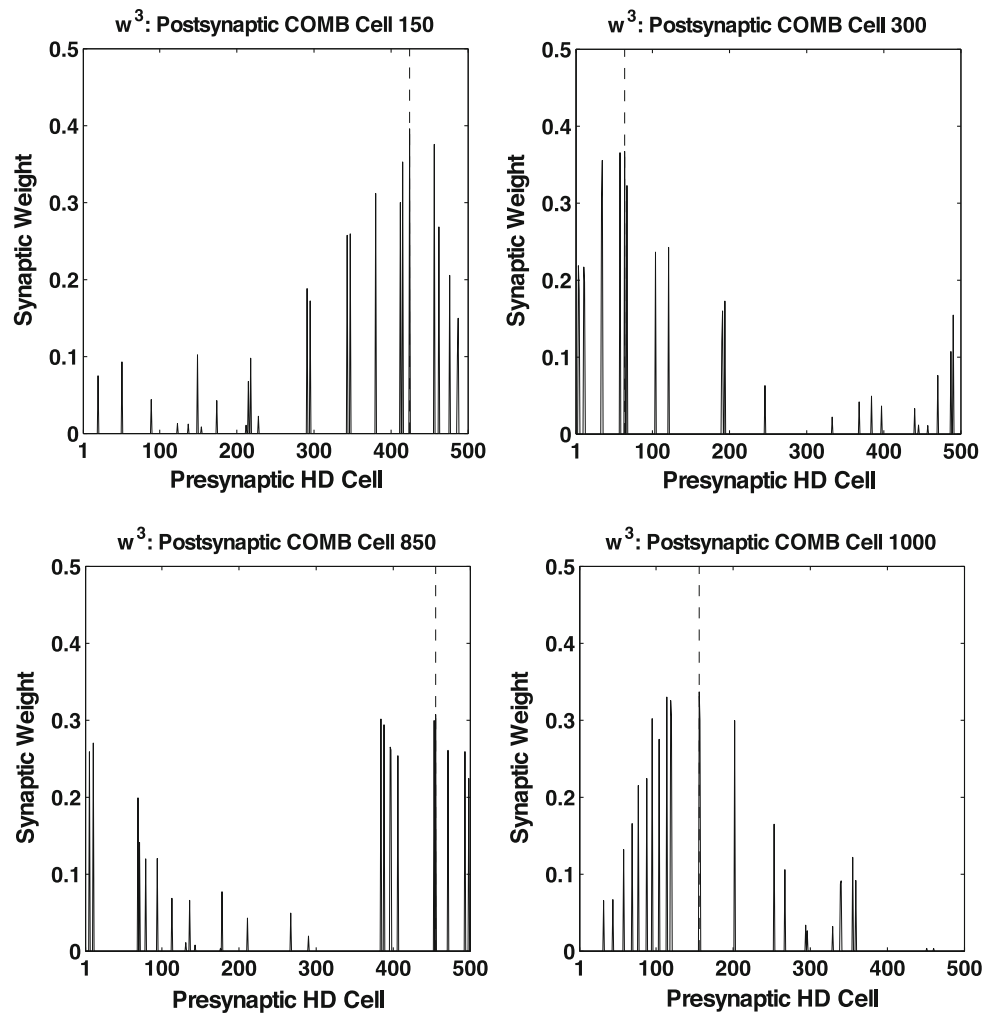 w³: Postsynaptic COMB Cell 150
0.5
0.4
0.3
0.2
0.1
0
Synaptic Weight
1 100 200 300 400 500
Presynaptic HD Cell
w³: Postsynaptic COMB Cell 300
0.5
0.4
0.3
0.2
0.1
0
Synaptic Weight
1 100 200 300 400 500
Presynaptic HD Cell
w³: Postsynaptic COMB Cell 850
0.5
0.4
0.3
0.2
0.1
0
Synaptic Weight
1 100 200 300 400 500
Presynaptic HD Cell
w³: Postsynaptic COMB Cell 1000
0.5
0.4
0.3
0.2
0.1
0
Synaptic Weight
1 100 200 300 400 500
Presynaptic HD Cell